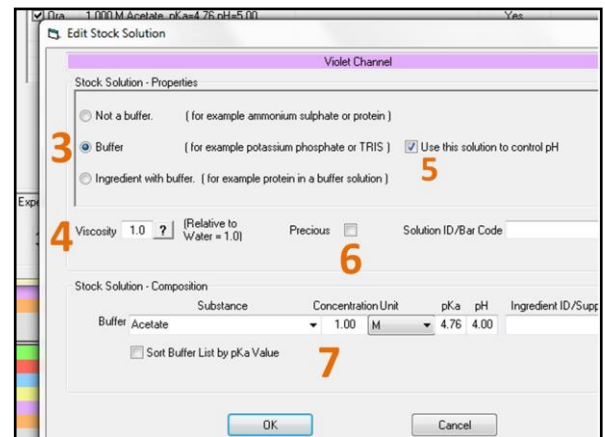 Ora 1.000 M Acetate pKa=4.76 pH=5.00 Yes
Edit Stock Solution
Violet Channel
Stock Solution - Properties
Not a buffer. ( for example ammonium sulphate or protein )
3 Buffer ( for example potassium phosphate or TRIS ) Use this solution to control pH
5
Ingredient with buffer. ( for example protein in a buffer solution )
Expe
4 Viscosity 1.0 ? (Relative to Water = 1.0) Precious Solution ID/Bar Code
6
Stock Solution - Composition
Substance Concentration Unit pKa pH Ingredient ID/Supp
Buffer Acetate 1.00 M 4.76 4.00
Sort Buffer List by pKa Value
7
OK Cancel